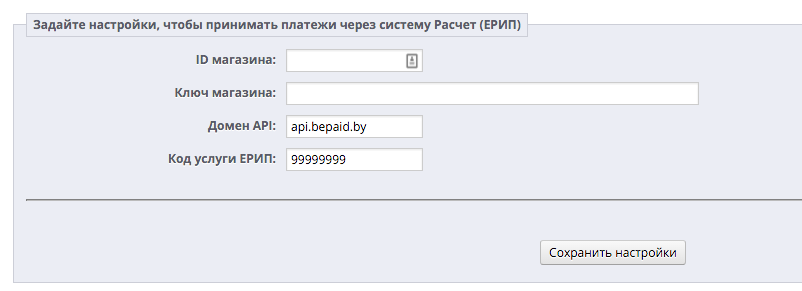 Задайте настройки, чтобы принимать платежи через систему Расчет (ЕРИП)
ID магазина:
Ключ магазина:
Домен API: api.bepaid.by
Код услуги ЕРИП: 99999999
Сохранить настройки